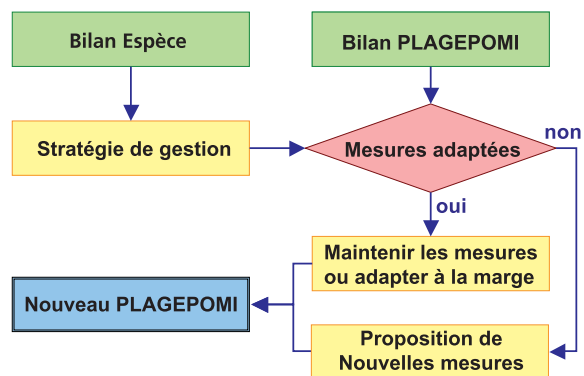 Bilan Espèce
Bilan PLAGEPOMI
Stratégie de gestion
Mesures adaptées
non
oui
Maintenir les mesures
ou adapter à la marge
Nouveau PLAGEPOMI
Proposition de
Nouvelles mesures